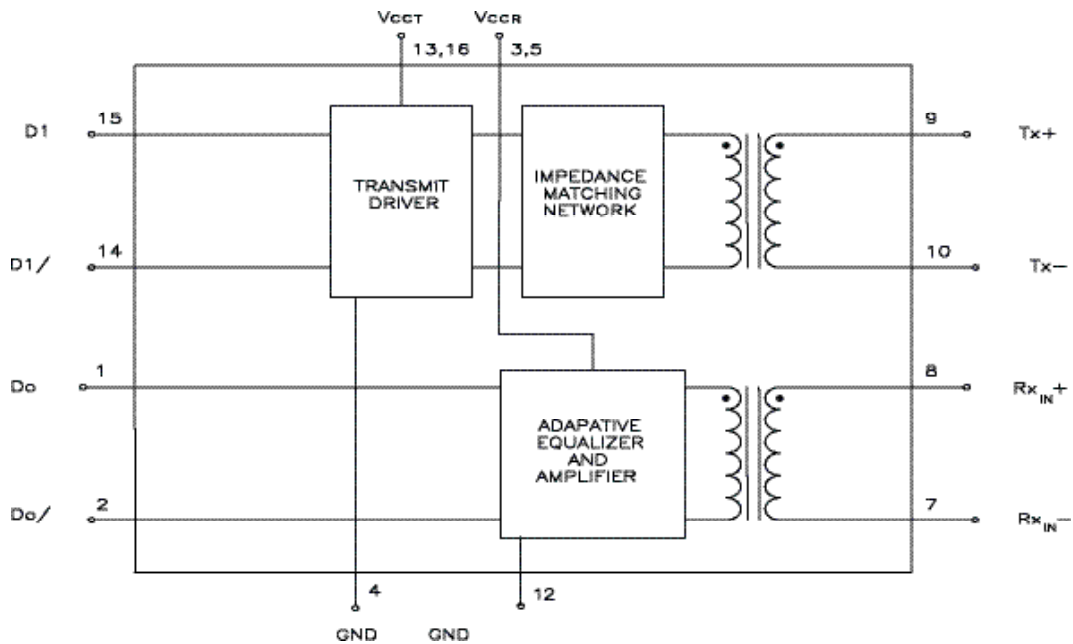 VCCT VCCR
13,16 3,5
D1 15 9 Tx+
TRANSMIT
DRIVER
IMPEDANCE
MATCHING
NETWORK
D1/ 14 10 Tx-
Do 1 8 RxIN+
ADAPATIVE
EQUALIZER
AND
AMPLIFIER
Do/ 2 7 RxIN-
4 12
GND GND